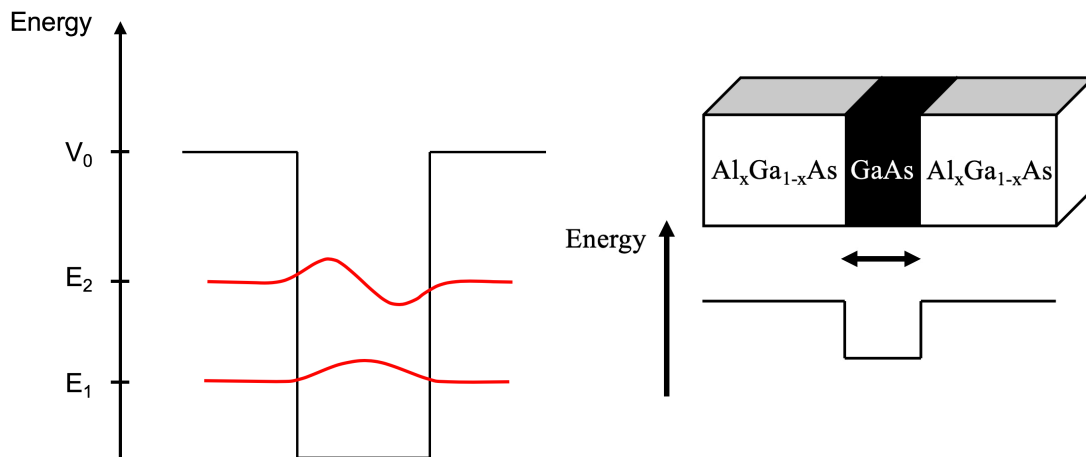 Energy
V₀
E₂
E₁
AlₓGa₁₋ₓAs GaAs AlₓGa₁₋ₓAs
Energy